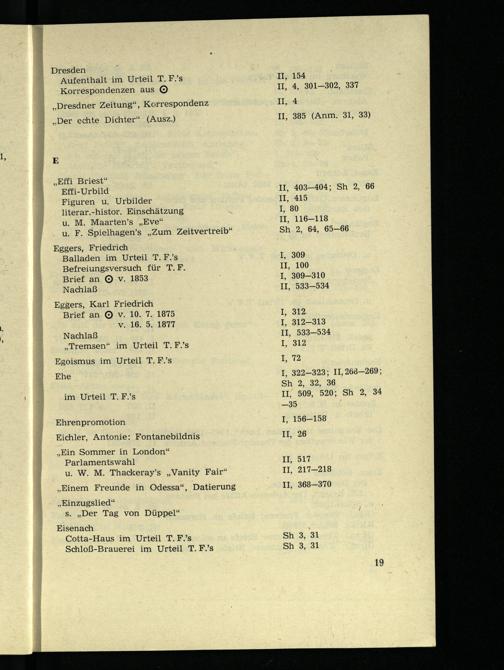 Dresden
Aufenthalt im Urteil T. F.'s II, 154
Korrespondenzen aus ⊙ II, 4, 301—302, 337
„Dresdner Zeitung“, Korrespondenz II, 4
„Der echte Dichter“ (Ausz.) II, 385 (Anm. 31, 33)
E
„Effi Briest“
Effi-Urbild II, 403—404; Sh 2, 66
Figuren u. Urbilder II, 415
literar.-histor. Einschätzung I, 80
u. M. Maarten's „Eve“ II, 116—118
u. F. Spielhagen's „Zum Zeitvertreib“ Sh 2, 64, 65—66
Eggers, Friedrich
Balladen im Urteil T. F.'s I, 309
Befreiungsversuch für T. F. II, 100
Brief an ⊙ v. 1853 I, 309—310
Nachlaß II, 533—534
Eggers, Karl Friedrich
Brief an ⊙ v. 10. 7. 1875 I, 312
v. 16. 5. 1877 I, 312—313
Nachlaß II, 533—534
„Tremsen“ im Urteil T. F.'s I, 312
Egoismus im Urteil T. F.'s I, 72
Ehe I, 322—323; II, 268—269;
Sh 2, 32, 36
im Urteil T. F.'s II, 509, 520; Sh 2, 34
—35
Ehrenpromotion I, 156—158
Eichler, Antonie: Fontanebildnis II, 26
„Ein Sommer in London“
Parlamentswahl II, 517
u. W. M. Thackeray's „Vanity Fair“ II, 217—218
„Einem Freunde in Odessa“, Datierung II, 368—370
„Einzugslied“
s. „Der Tag von Düppel“
Eisenach
Cotta-Haus im Urteil T. F.'s Sh 3, 31
Schloß-Brauerei im Urteil T. F.'s Sh 3, 31
19